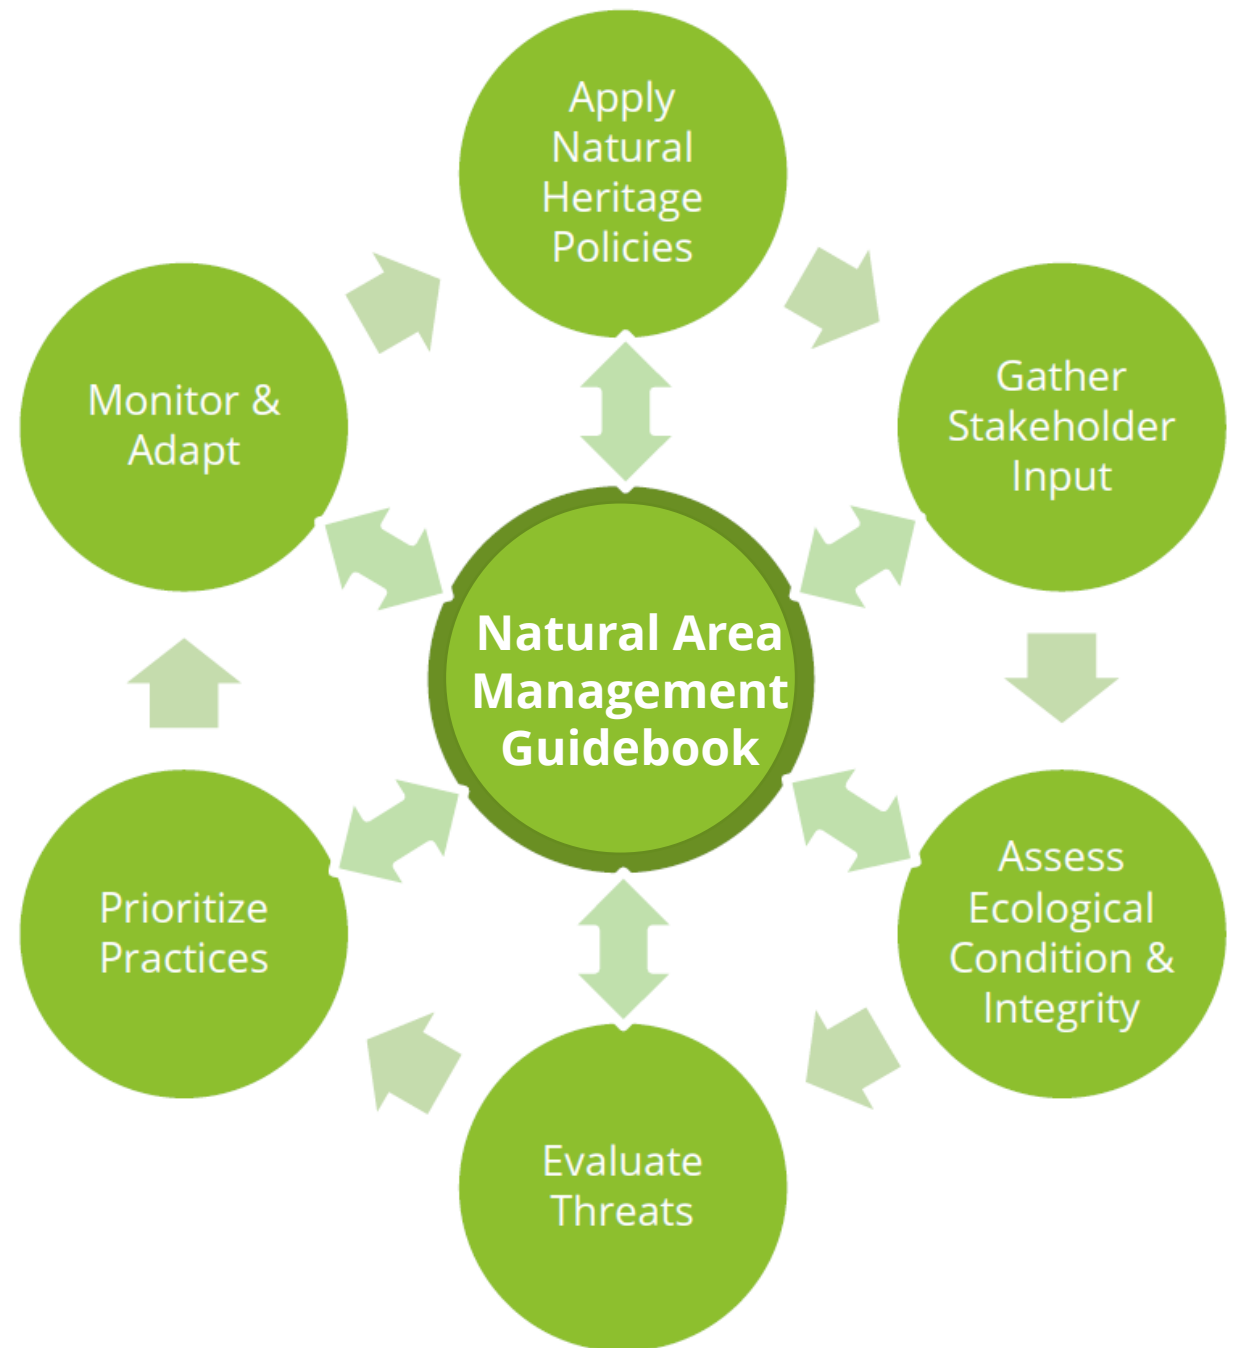 Apply
Natural
Heritage
Policies
Gather
Stakeholder
Input
Monitor &
Adapt
Natural Area
Management
Guidebook
Assess
Ecological
Condition &
Integrity
Prioritize
Practices
Evaluate
Threats